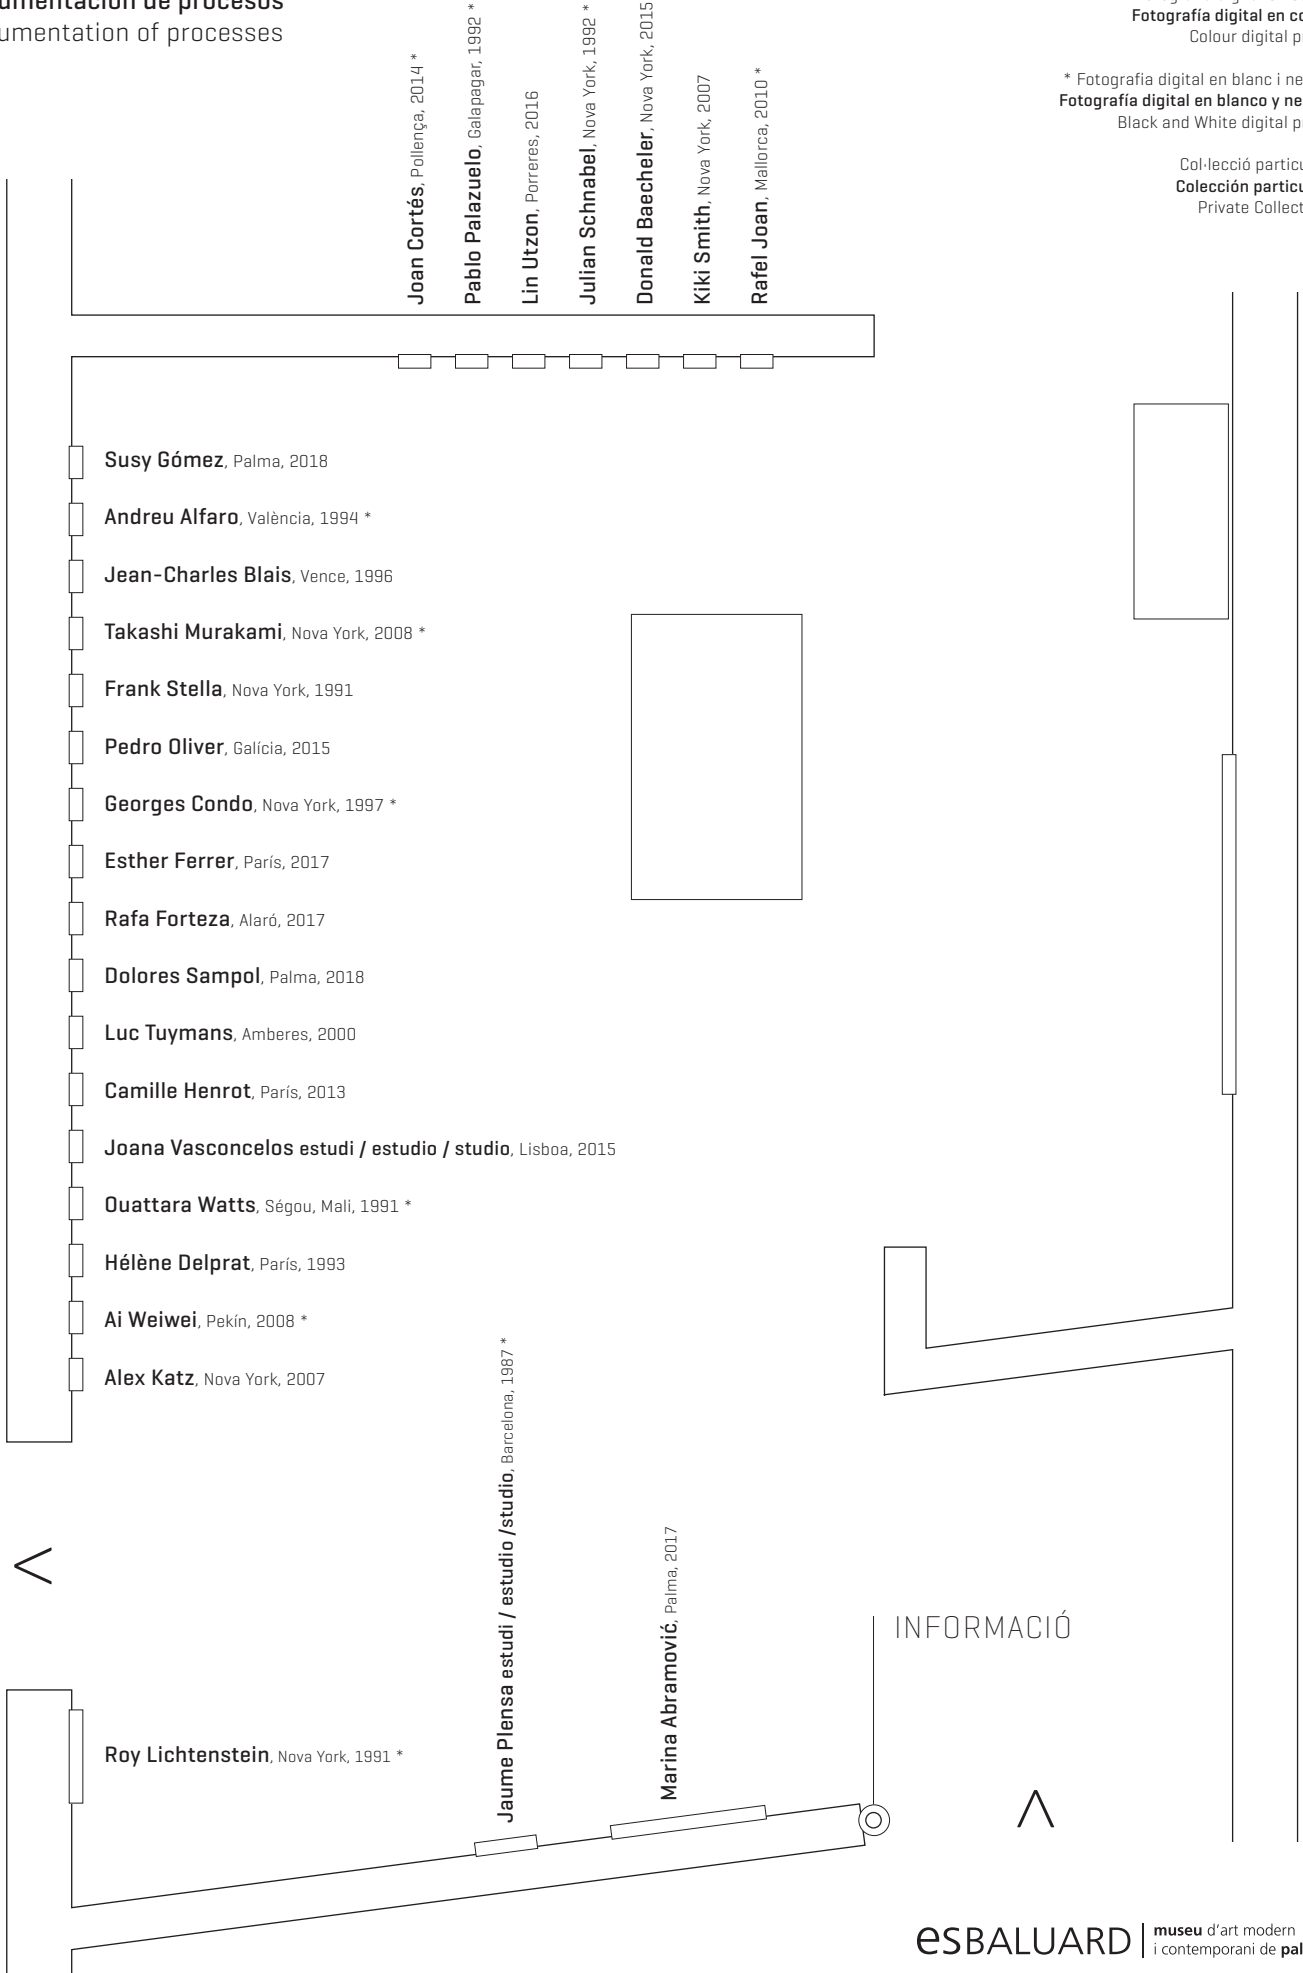 umentation of processes
Fotografía digital en co
Colour digital p
* Fotografia digital en blanc i ne
Fotografía digital en blanco y ne
Black and White digital p
Col·lecció particu
Colección particu
Private Collect
Joan Cortés, Pollença, 2014 *
Pablo Palazuelo, Galapagar, 1992 *
Lin Utzon, Porreres, 2016
Julian Schnabel, Nova York, 1992 *
Donald Baecheler, Nova York, 2015
Kiki Smith, Nova York, 2007
Rafel Joan, Mallorca, 2010 *
Susy Gómez, Palma, 2018
Andreu Alfaro, València, 1994 *
Jean-Charles Blais, Vence, 1996
Takashi Murakami, Nova York, 2008 *
Frank Stella, Nova York, 1991
Pedro Oliver, Galícia, 2015
Georges Condo, Nova York, 1997 *
Esther Ferrer, París, 2017
Rafa Forteza, Alaró, 2017
Dolores Sampol, Palma, 2018
Luc Tuymans, Amberes, 2000
Camille Henrot, París, 2013
Joana Vasconcelos estudi / estudio / studio, Lisboa, 2015
Ouattara Watts, Ségou, Mali, 1991 *
Hélène Delprat, París, 1993
Ai Weiwei, Pekín, 2008 *
Alex Katz, Nova York, 2007
Jaume Plensa estudi / estudio /studio, Barcelona, 1987 *
Marina Abramović, Palma, 2017
INFORMACIÓ
Roy Lichtenstein, Nova York, 1991 *
esBALUARD
museu d'art modern
i contemporani de pal